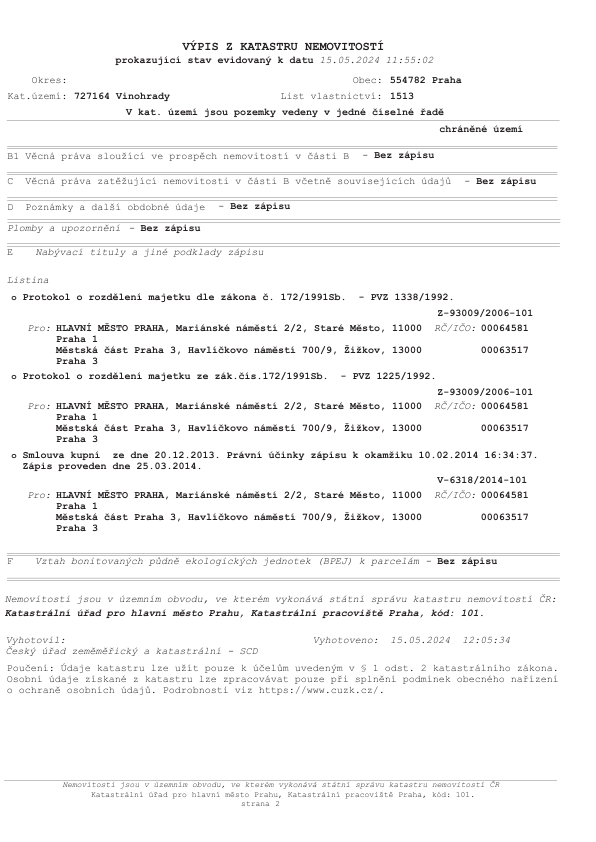 VÝPIS Z KATASTRU NEMOVITOSTÍ
prokazující stav evidovaný k datu 15.05.2024 11:55:02
Okres: Obec: 554782 Praha
Kat.území: 727164 Vinohrady List vlastnictví: 1513
V kat. území jsou pozemky vedeny v jedné číselné řadě
chráněné území
B1 Věcná práva sloužící ve prospěch nemovitostí v části B - Bez zápisu
C Věcná práva zatěžující nemovitosti v části B včetně souvisejících údajů - Bez zápisu
D Poznámky a další obdobné údaje - Bez zápisu
Plomby a upozornění - Bez zápisu
E Nabývací tituly a jiné podklady zápisu
Listina
o Protokol o rozdělení majetku dle zákona č. 172/1991Sb. - PVZ 1338/1992.
Z-93009/2006-101
Pro: HLAVNÍ MĚSTO PRAHA, Mariánské náměstí 2/2, Staré Město, 11000 RČ/IČO: 00064581
Praha 1
Městská část Praha 3, Havlíčkovo náměstí 700/9, Žižkov, 13000 00063517
Praha 3
o Protokol o rozdělení majetku ze zák.čís.172/1991Sb. - PVZ 1225/1992.
Z-93009/2006-101
Pro: HLAVNÍ MĚSTO PRAHA, Mariánské náměstí 2/2, Staré Město, 11000 RČ/IČO: 00064581
Praha 1
Městská část Praha 3, Havlíčkovo náměstí 700/9, Žižkov, 13000 00063517
Praha 3
o Smlouva kupní ze dne 20.12.2013. Právní účinky zápisu k okamžiku 10.02.2014 16:34:37.
Zápis proveden dne 25.03.2014.
V-6318/2014-101
Pro: HLAVNÍ MĚSTO PRAHA, Mariánské náměstí 2/2, Staré Město, 11000 RČ/IČO: 00064581
Praha 1
Městská část Praha 3, Havlíčkovo náměstí 700/9, Žižkov, 13000 00063517
Praha 3
F Vztah bonitovaných půdně ekologických jednotek (BPEJ) k parcelám - Bez zápisu
Nemovitosti jsou v územním obvodu, ve kterém vykonává státní správu katastru nemovitostí ČR:
Katastrální úřad pro hlavní město Prahu, Katastrální pracoviště Praha, kód: 101.
Vyhotovil: Vyhotoveno: 15.05.2024 12:05:34
Český úřad zeměměřický a katastrální - SCD
Poučení: Údaje katastru lze užít pouze k účelům uvedeným v § 1 odst. 2 katastrálního zákona.
Osobní údaje získané z katastru lze zpracovávat pouze při splnění podmínek obecného nařízení
o ochraně osobních údajů. Podrobnosti viz https://www.cuzk.cz/.
Nemovitosti jsou v územním obvodu, ve kterém vykonává státní správu katastru nemovitostí ČR
Katastrální úřad pro hlavní město Prahu, Katastrální pracoviště Praha, kód: 101.
strana 2